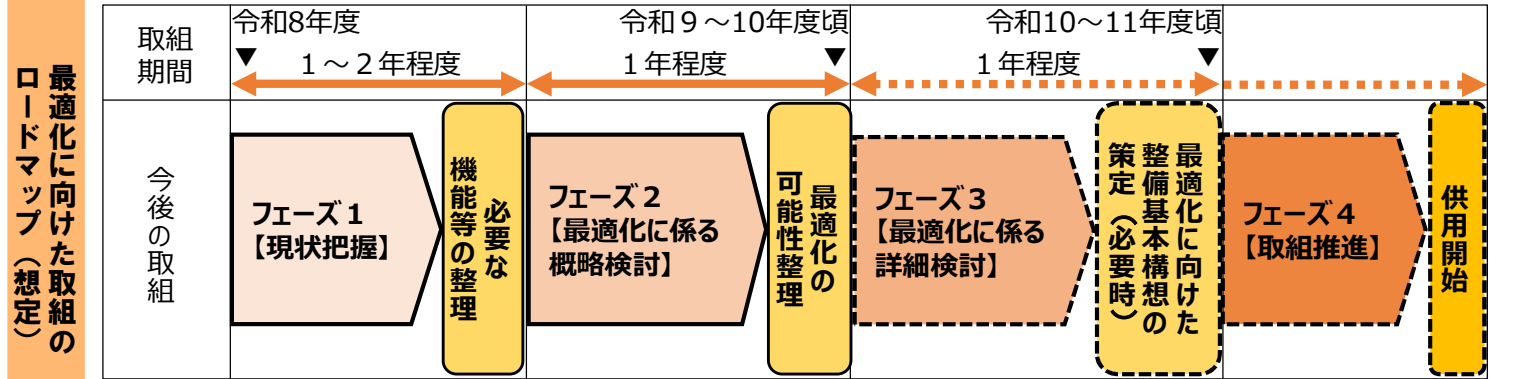 最適化に向けた取組の
ロードマップ（想定）
取組
期間
令和8年度
１～２年程度
令和９～10年度頃
１年程度
令和10～11年度頃
１年程度
今後の取組
フェーズ１
【現状把握】
必要な
機能等の整理
フェーズ２
【最適化に係る
概略検討】
最適化の
可能性整理
フェーズ３
【最適化に係る
詳細検討】
最適化に向けた
整備基本構想の
策定（必要時）
フェーズ４
【取組推進】
供用開始